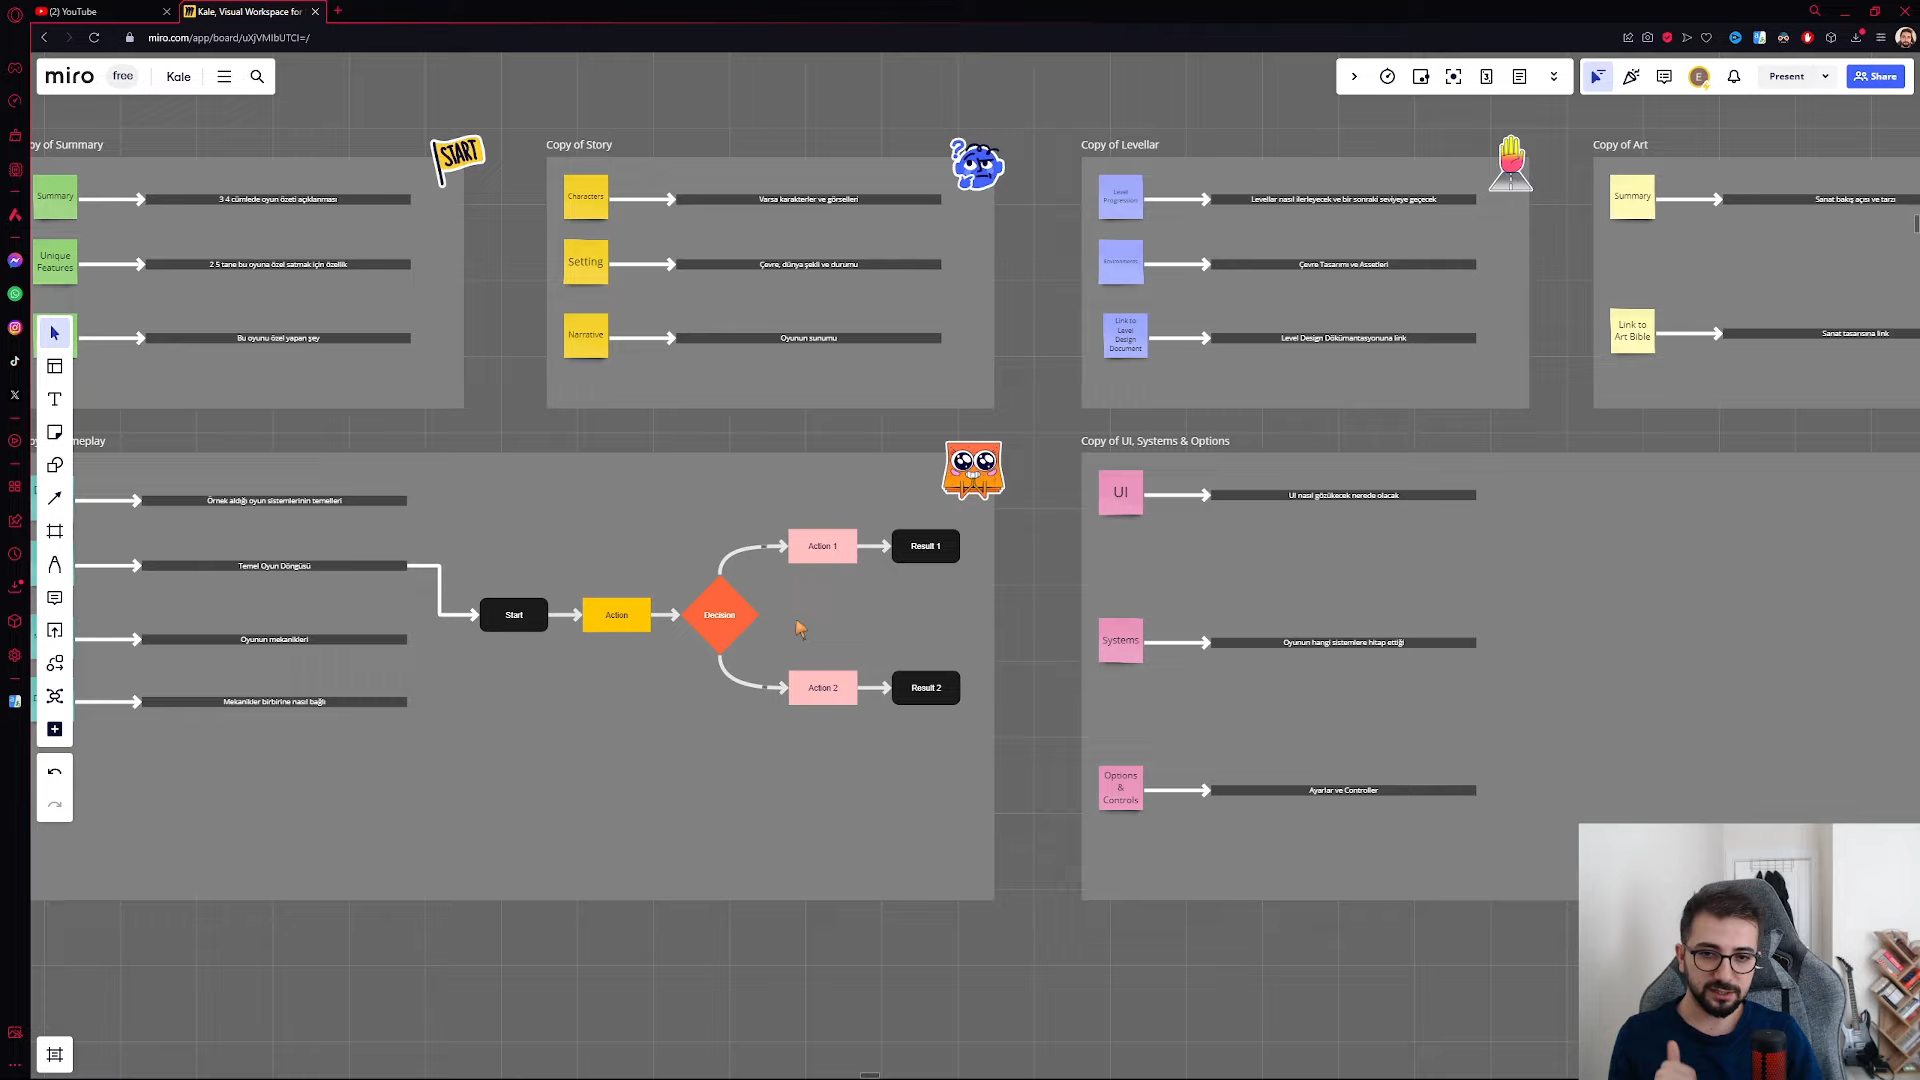 (2) YouTube
Kale, Visual Workspace for
miro.com/app/board/uXjVMIbUTCI=/
miro
free
Kale
3
E
Present
Share
py of Summary
START
Copy of Story
Copy of Levellar
Copy of Art
Summary
3 4 cümlede oyun özeti açıklanması
Characters
Varsa karakterler ve görselleri
Level
Progression
Levellar nasıl ilerleyecek ve bir sonraki seviyeye geçecek
Summary
Sanat bakış açısı ve tarzı
Unique
Features
2 5 tane bu oyuna özel satmak için özellik
Setting
Çevre, dünya şekli ve durumu
Environments
Çevre Tasarımı ve Assetleri
Bu oyunu özel yapan şey
Narrative
Oyunun sunumu
Link to
Level
Design
Document
Level Design Dökümantasyonuna link
Link to
Art Bible
Sanat tasarısına link
meplay
Copy of UI, Systems & Options
Örnek aldığı oyun sistemlerinin temelleri
UI
UI nasıl gözükecek nerede olacak
Action 1
Result 1
Temel Oyun Döngüsü
Start
Action
Decision
Oyunun mekanikleri
Systems
Oyunun hangi sistemlere hitap ettiği
Action 2
Result 2
Mekanikler birbirine nasıl bağlı
Options
&
Controls
Ayarlar ve Controller